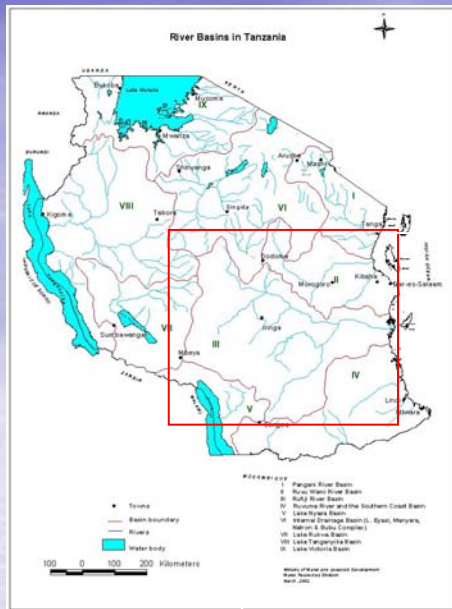 River Basins in Tanzania
UGANDA
KENYA
Bukoba
Lake Victoria
Musoma
IX
RWANDA
Mwanza
BURUNDI
Shinyanga
Arusha
Moshi
VIII
I
Kigoma
Tabora
Singida
VI
Tanga
Dodoma
II
Morogoro
Kibaha
Dar-es-Salaam
Iringa
Sumbawanga
VII
III
Mbeya
IV
ZAMBIA
Lindi
Mtwara
MALAWI
V
Songea
MOZAMBIQUE
Towns
Basin boundary
Rivers
Water body
I Pangani River Basin
II Ruvu Wami River Basin
III Rufiji River Basin
IV Ruvuma River and the Southern Coast Basin
V Lake Nyasa Basin
VI Internal Drainage Basin (L. Eyasi, Manyara,
Natron & Bubu Complex)
VII Lake Rukwa Basin
VIII Lake Tanganyika Basin
IX Lake Victoria Basin
100 0 100 200 Kilometers
Ministry of Water and Livestock Development
Water Resources Division
March, 2002